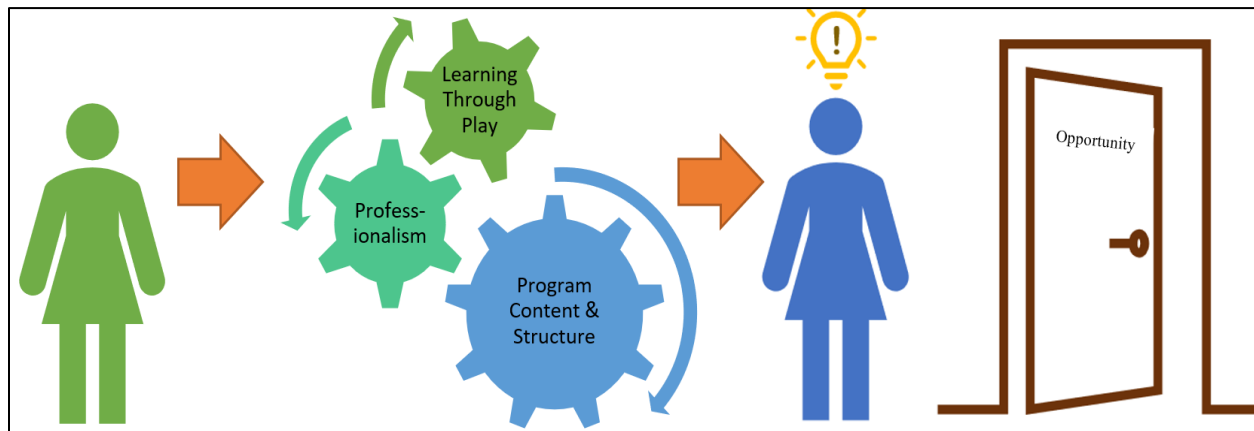 Learning
Through
Play
Profess-
ionalism
Program
Content &
Structure
!
Opportunity